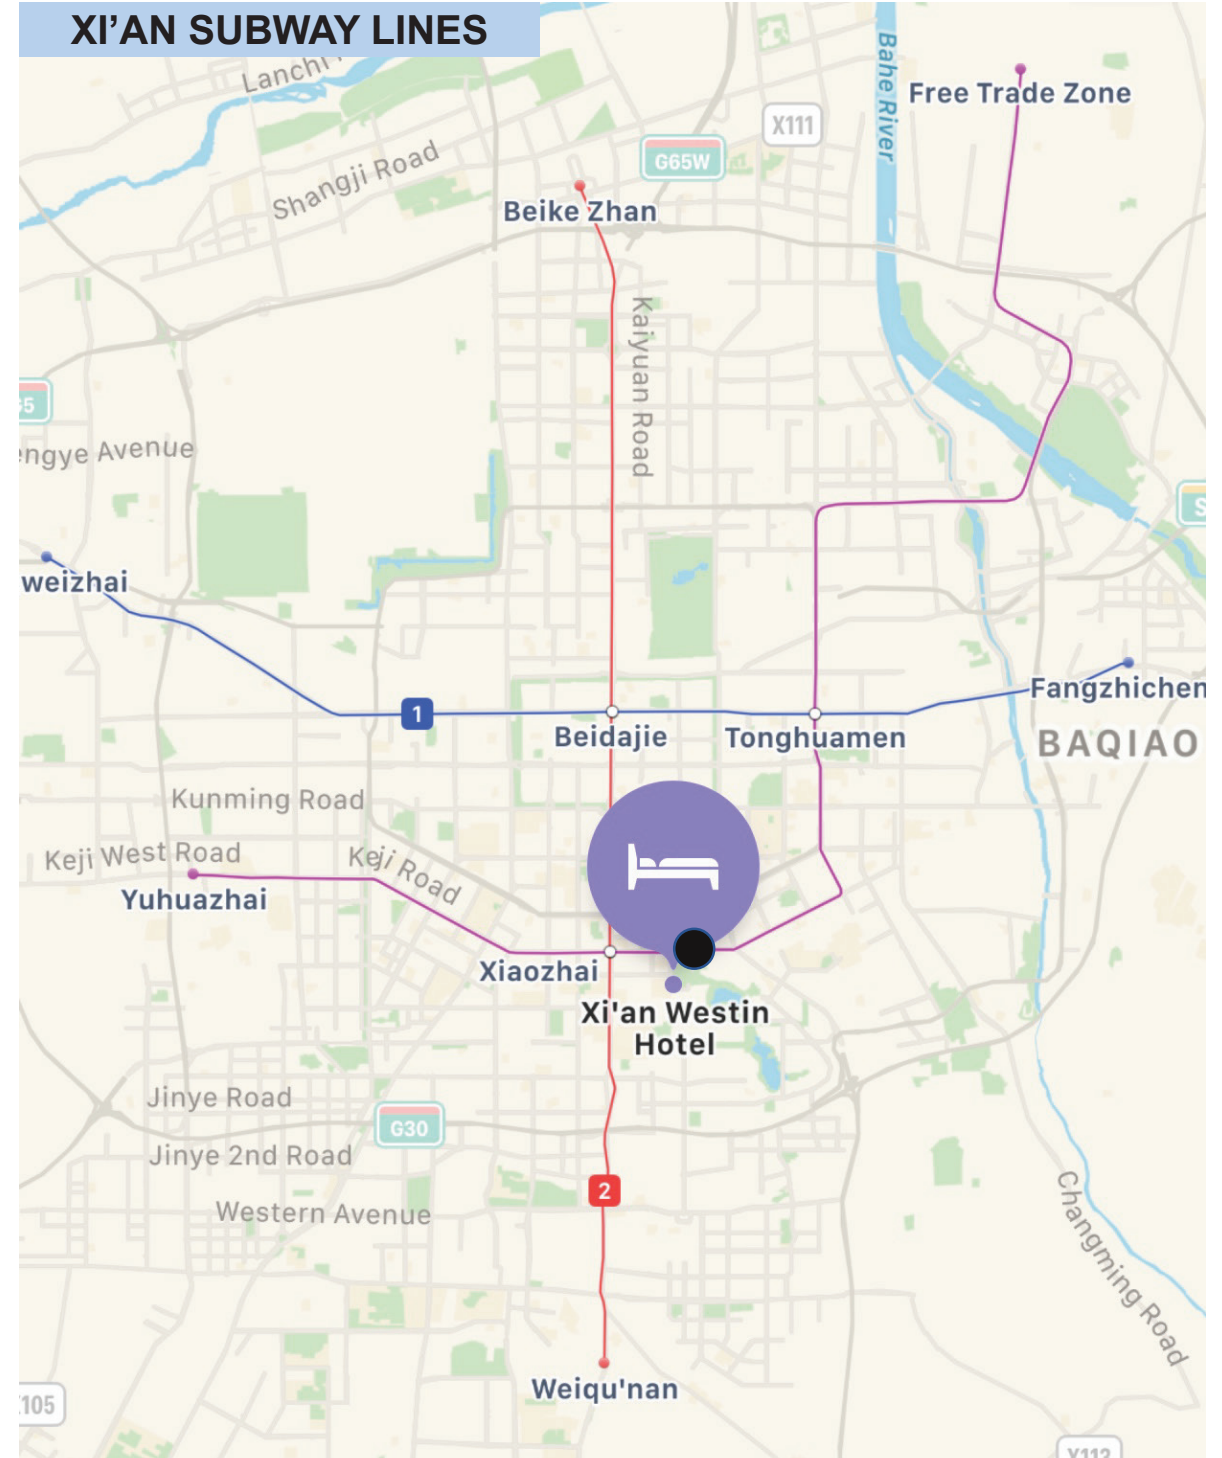 XI’AN SUBWAY LINES
Lanchi
Bahe River
Free Trade Zone
X111
G65W
Shangji Road
Beike Zhan
Kaiyuan Road
Avenue
weizhai
1
Beidajie
Tonghuamen
Fangzhichen
BAQIAO
Kunming Road
Keji West Road
Keji Road
Yuhuazhai
Xiaozhai
Xi'an Westin
Hotel
Jinye Road
G30
Jinye 2nd Road
2
Western Avenue
Changming Road
Weiqu'nan
105